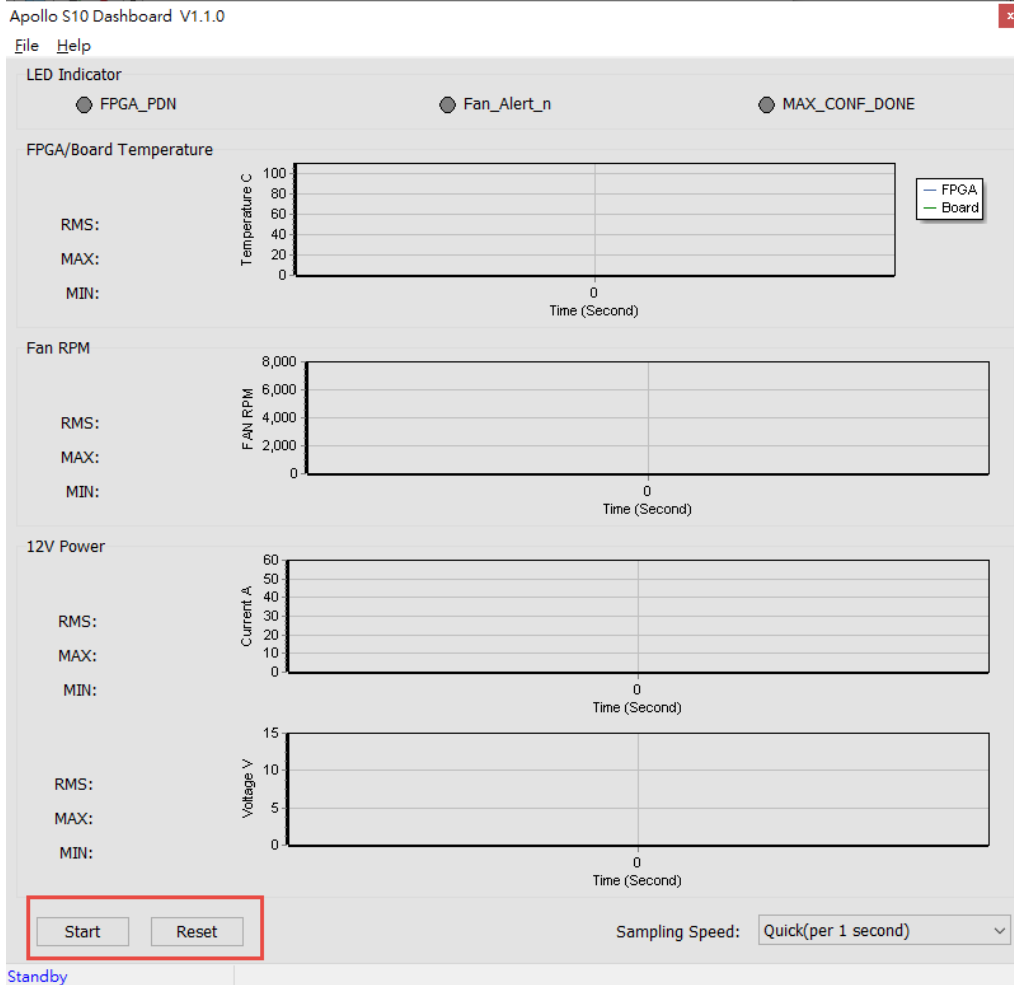 Apollo S10 Dashboard V1.1.0
x
File Help
LED Indicator
FPGA_PDN Fan_Alert_n MAX_CONF_DONE
FPGA/Board Temperature
RMS:
MAX:
MIN:
Temperature C
100
80
60
40
20
0
0
Time (Second)
FPGA
Board
Fan RPM
RMS:
MAX:
MIN:
FAN RPM
8,000
6,000
4,000
2,000
0
0
Time (Second)
12V Power
RMS:
MAX:
MIN:
Current A
60
50
40
30
20
10
0
0
Time (Second)
RMS:
MAX:
MIN:
Voltage V
15
10
5
0
0
Time (Second)
Start Reset Sampling Speed: Quick(per 1 second)
Standby